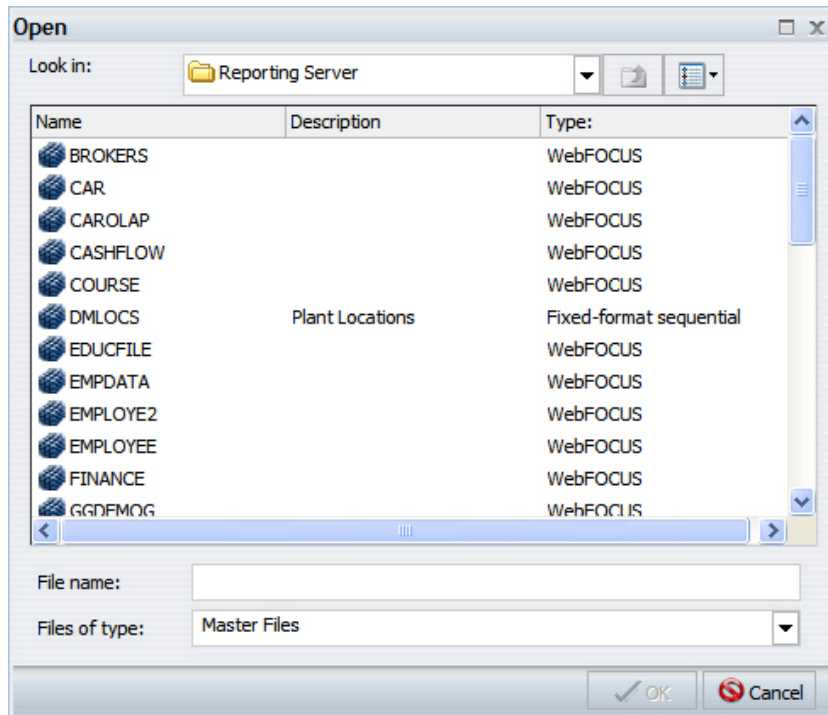 Open
Look in: Reporting Server
Name Description Type:
BROKERS WebFOCUS
CAR WebFOCUS
CAROLAP WebFOCUS
CASHFLOW WebFOCUS
COURSE WebFOCUS
DMLOCS Plant Locations Fixed-format sequential
EDUCFILE WebFOCUS
EMPDATA WebFOCUS
EMPLOYE2 WebFOCUS
EMPLOYEE WebFOCUS
FINANCE WebFOCUS
GGDEMOG WebFOCUS
File name:
Files of type: Master Files
OK Cancel